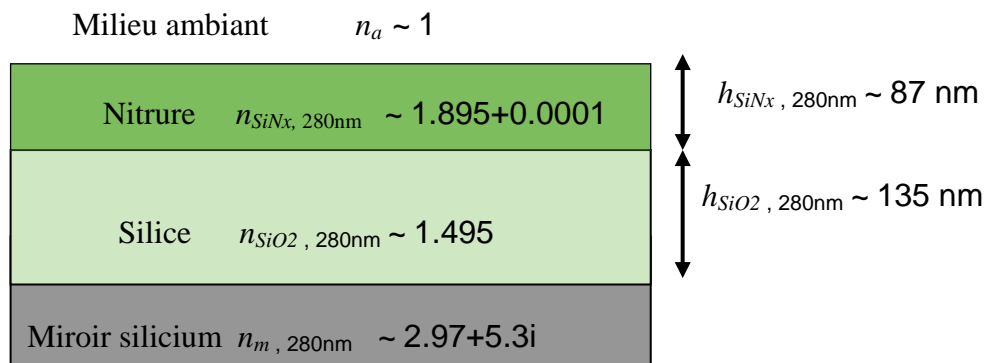 Milieu ambiant n_a ~ 1
Nitrure n_SiNx, 280nm ~ 1.895+0.0001
h_SiNx , 280nm ~ 87 nm
Silice n_SiO2 , 280nm ~ 1.495
h_SiO2 , 280nm ~ 135 nm
Miroir silicium n_m , 280nm ~ 2.97+5.3i